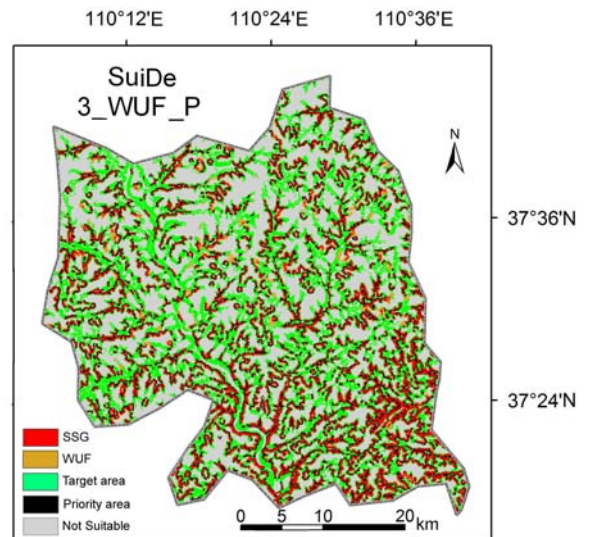 110°12'E 110°24'E 110°36'E
SuiDe
3_WUF_P
N
37°36'N
37°24'N
SSG
WUF
Target area
Priority area
Not Suitable
0 5 10 20 km